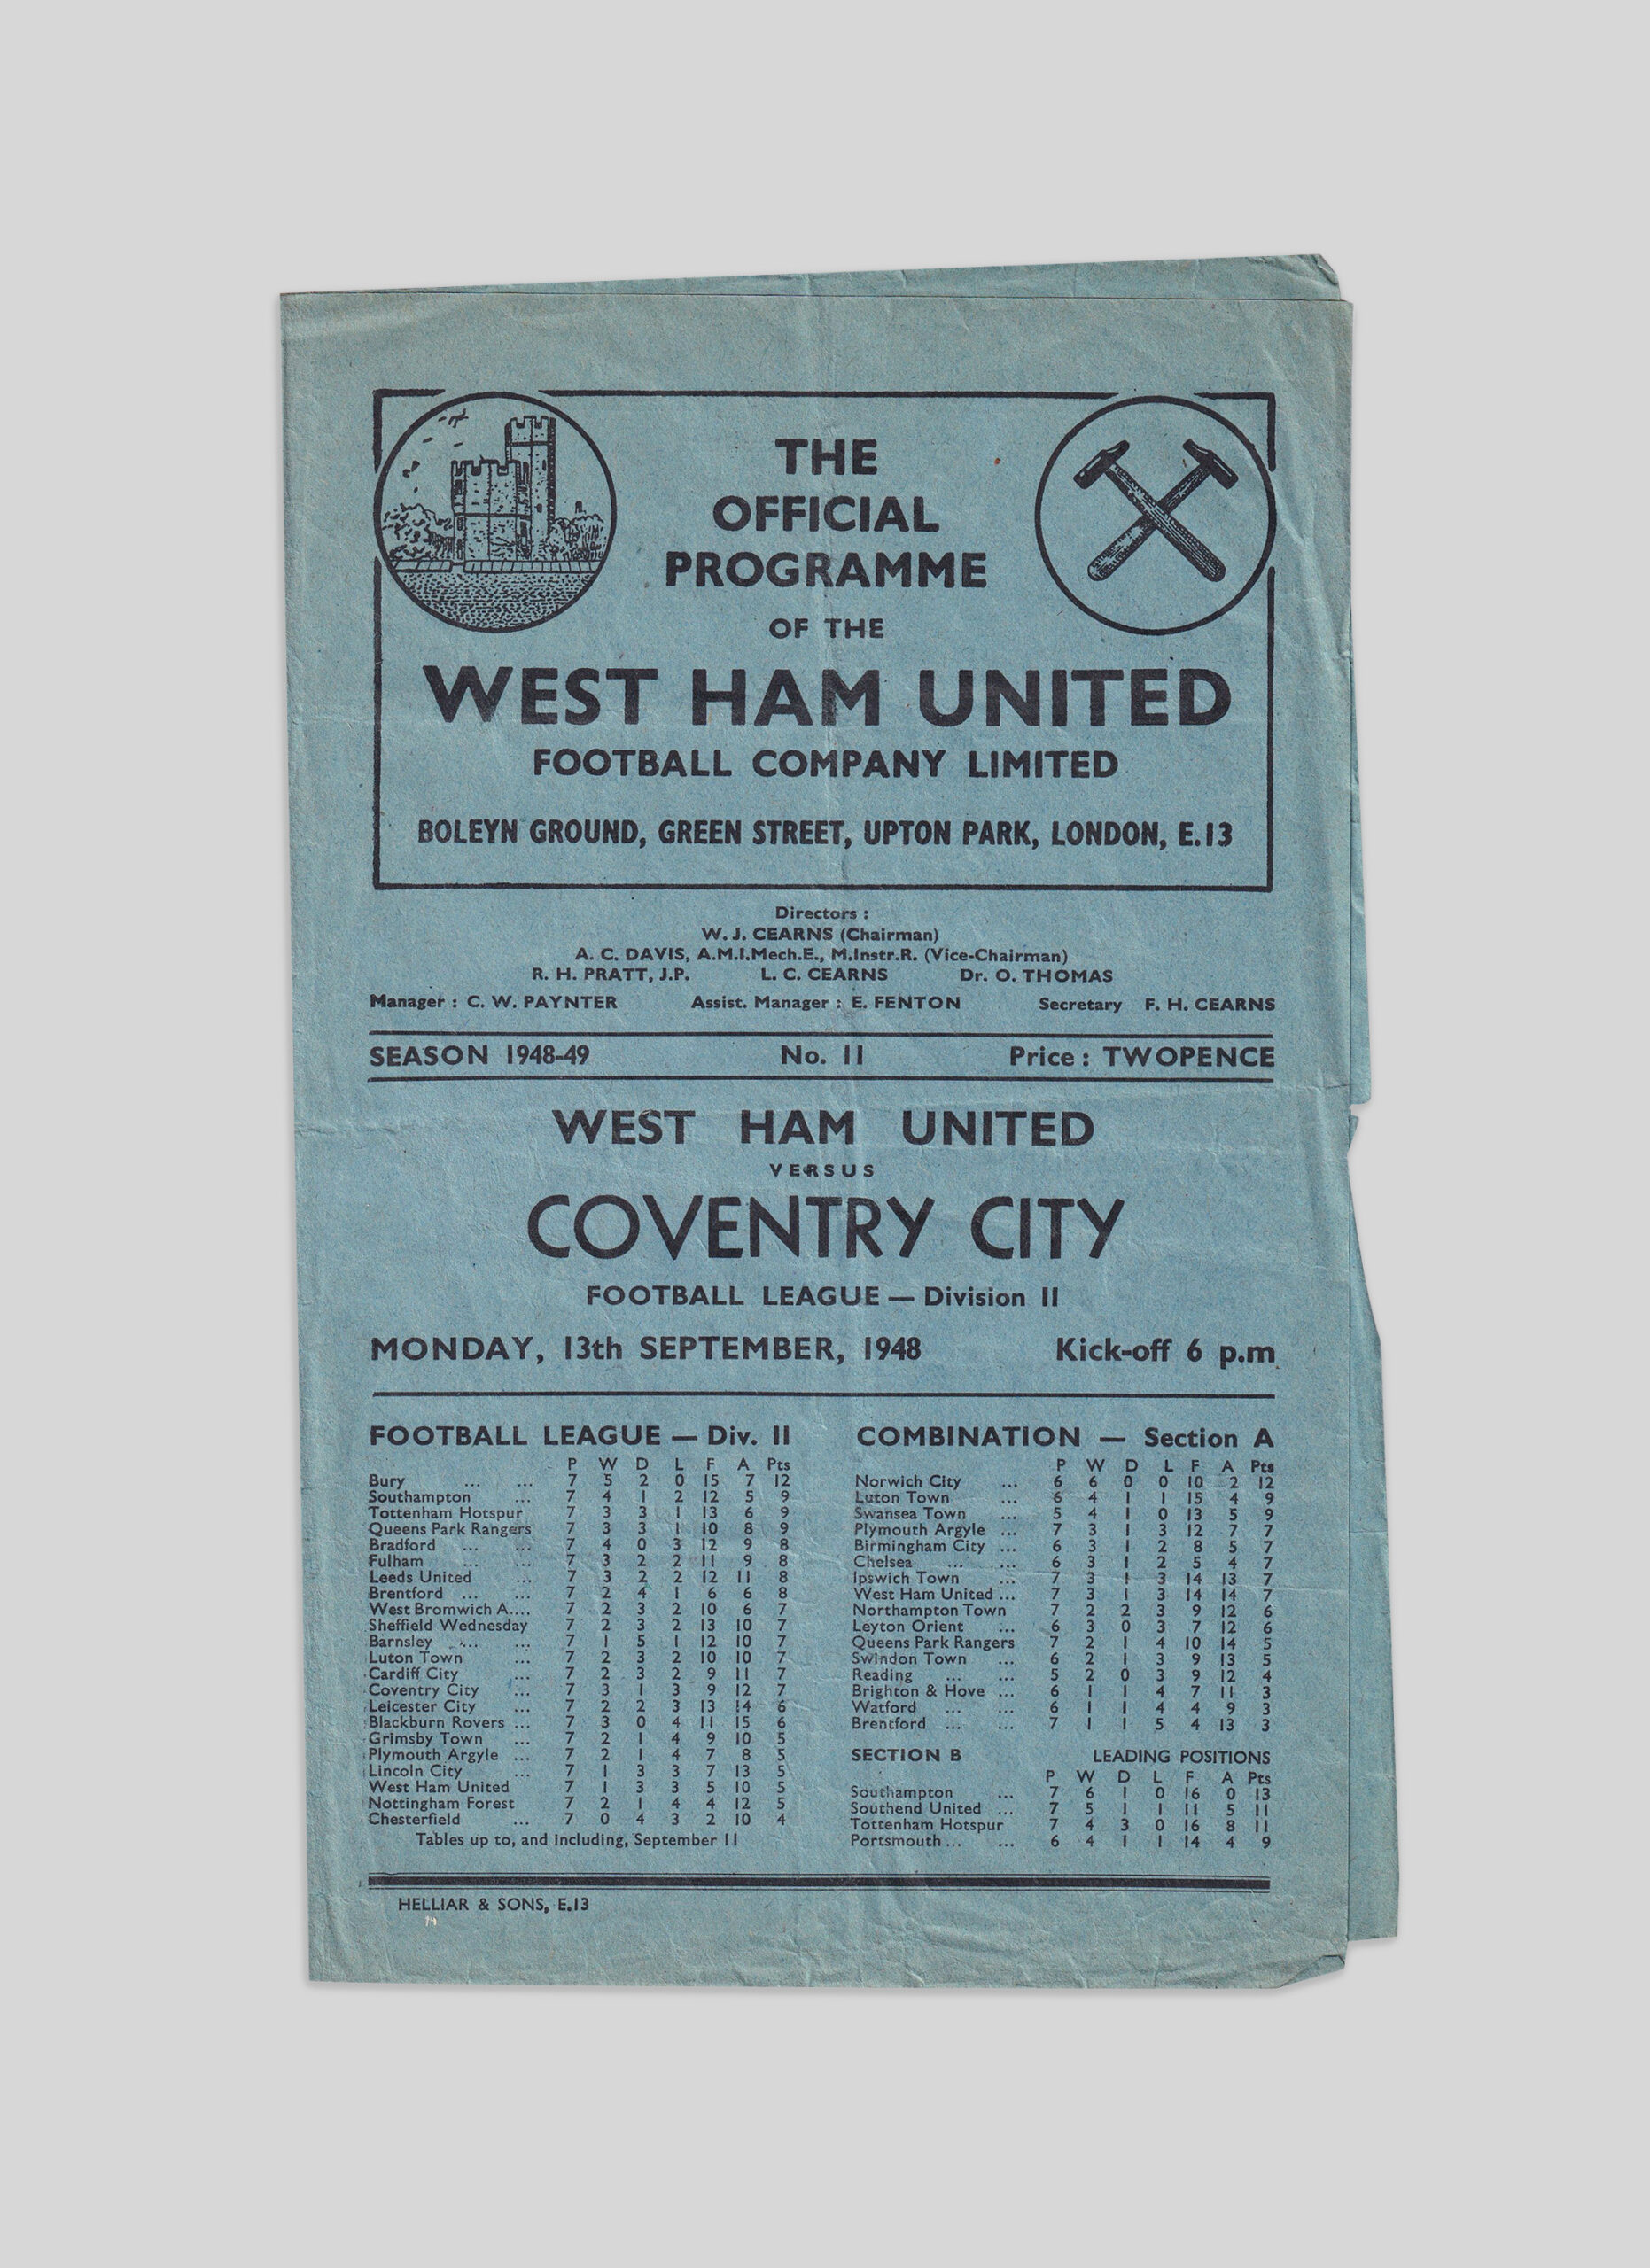 THE
OFFICIAL
PROGRAMME
OF THE
WEST HAM UNITED
FOOTBALL COMPANY LIMITED
BOLEYN GROUND, GREEN STREET, UPTON PARK, LONDON, E.13
Directors :
W. J. CEARNS (Chairman)
A. C. DAVIS, A.M.I.Mech.E., M.Instr.R. (Vice-Chairman)
R. H. PRATT, J.P. L. C. CEARNS Dr. O. THOMAS
Manager : C. W. PAYNTER Assist. Manager : E. FENTON Secretary F. H. CEARNS
SEASON 1948-49 No. 11 Price : TWOPENCE
WEST HAM UNITED
VERSUS
COVENTRY CITY
FOOTBALL LEAGUE — Division II
MONDAY, 13th SEPTEMBER, 1948 Kick-off 6 p.m
FOOTBALL LEAGUE — Div. II
P W D L F A Pts
Bury ... ... 7 5 2 0 15 7 12
Southampton ... 7 4 1 2 12 5 9
Tottenham Hotspur 7 3 3 1 13 6 9
Queens Park Rangers 7 3 3 1 10 8 9
Bradford ... ... 7 4 0 3 12 9 8
Fulham ... ... 7 3 2 2 11 9 8
Leeds United ... 7 3 2 2 12 11 8
Brentford ... ... 7 2 4 1 6 6 8
West Bromwich A.... 7 2 3 2 10 6 7
Sheffield Wednesday 7 2 3 2 13 10 7
Barnsley ... ... 7 1 5 1 12 10 7
Luton Town ... 7 2 3 2 10 10 7
Cardiff City ... 7 2 3 2 9 11 7
Coventry City ... 7 3 1 3 9 12 7
Leicester City ... 7 2 2 3 13 14 6
Blackburn Rovers ... 7 3 0 4 11 15 6
Grimsby Town ... 7 2 1 4 9 10 5
Plymouth Argyle ... 7 2 1 4 7 8 5
Lincoln City ... 7 1 3 3 7 13 5
West Ham United 7 1 3 3 5 10 5
Nottingham Forest 7 2 1 4 4 12 5
Chesterfield ... 7 0 4 3 2 10 4
Tables up to, and including, September 11
COMBINATION — Section A
P W D L F A Pts
Norwich City ... 6 6 0 0 10 2 12
Luton Town ... 6 4 1 1 15 4 9
Swansea Town ... 5 4 1 0 13 5 9
Plymouth Argyle ... 7 3 1 3 12 7 7
Birmingham City ... 6 3 1 2 8 5 7
Chelsea ... ... 6 3 1 2 5 4 7
Ipswich Town ... 7 3 1 3 14 13 7
West Ham United ... 7 3 1 3 14 14 7
Northampton Town 7 2 2 3 9 12 6
Leyton Orient ... 6 3 0 3 7 12 6
Queens Park Rangers 7 2 1 4 10 14 5
Swindon Town ... 6 2 1 3 9 13 5
Reading ... ... 5 2 0 3 9 12 4
Brighton & Hove ... 6 1 1 4 7 11 3
Watford ... ... 6 1 1 4 4 9 3
Brentford ... ... 7 1 1 5 4 13 3
SECTION B LEADING POSITIONS
P W D L F A Pts
Southampton ... 7 6 1 0 16 0 13
Southend United ... 7 5 1 1 11 5 11
Tottenham Hotspur 7 4 3 0 16 8 11
Portsmouth ... ... 6 4 1 1 14 4 9
HELLIAR & SONS, E.13